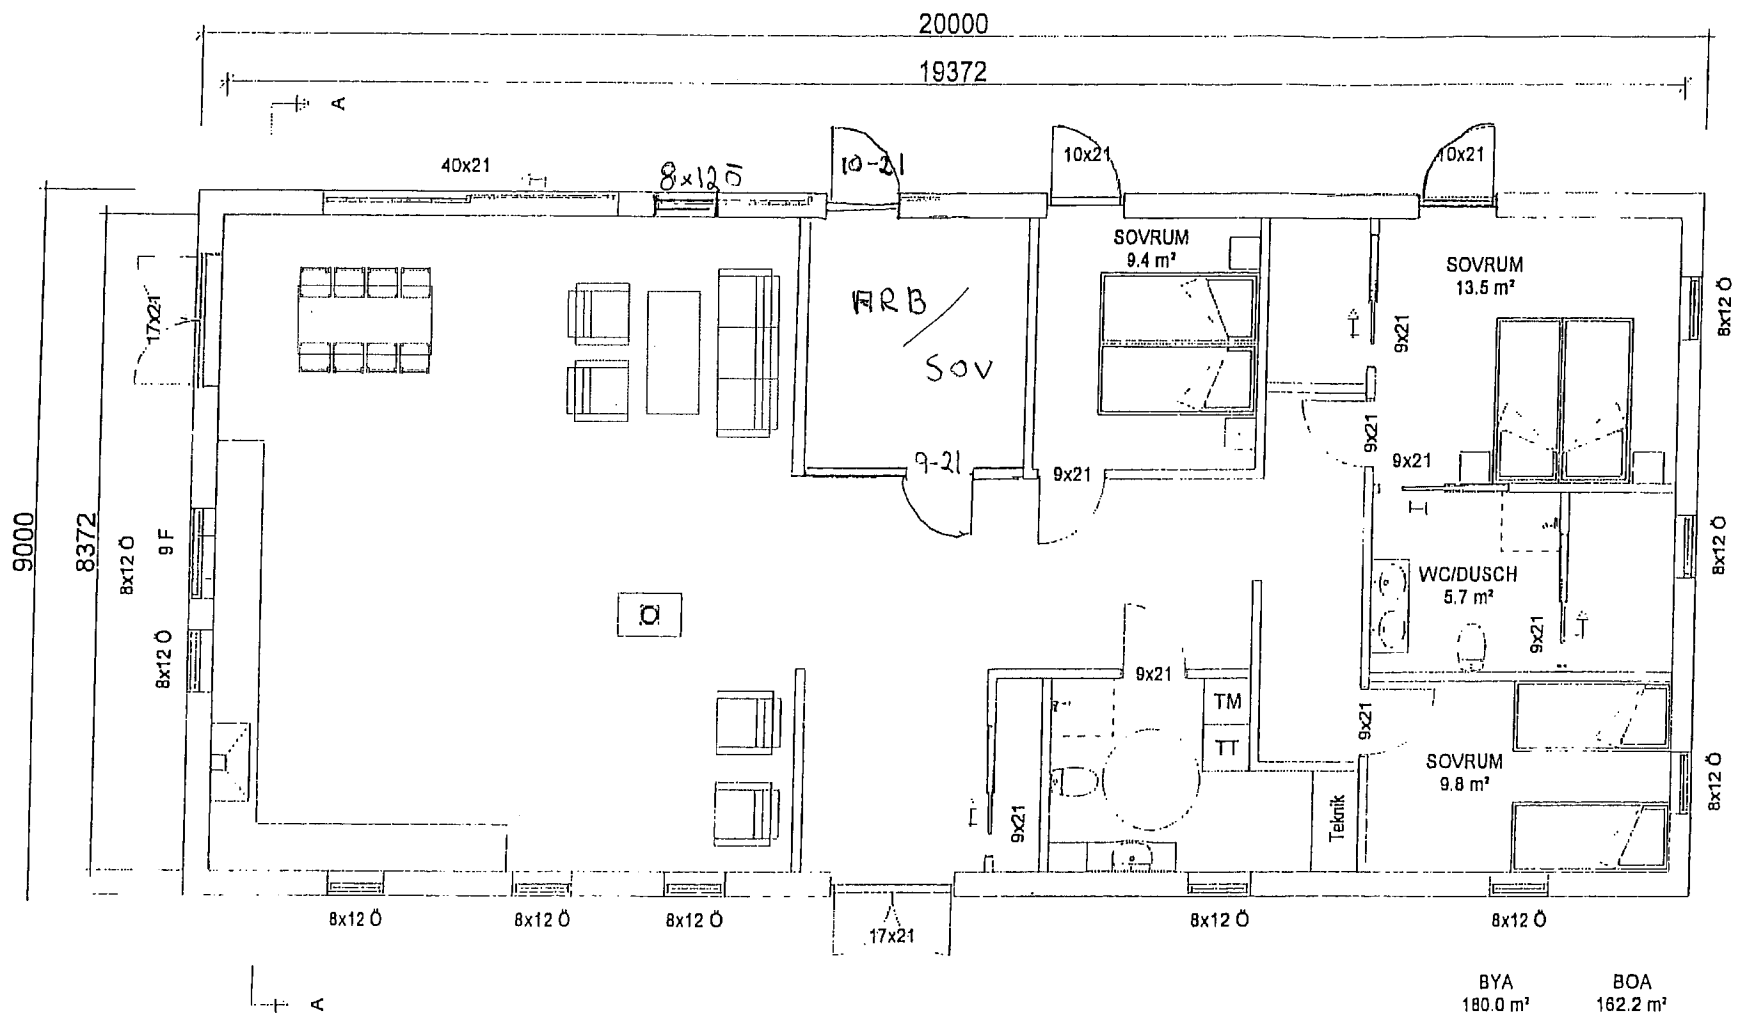 20000
19372
A
40x21
8x12 Ö
10-21
10x21
10x21
9000
8372
17x21
ARB
/
SOV
SOVRUM
9.4 m²
SOVRUM
13.5 m²
8x12 Ö
9x21
9x21
9x21
9-21
9x21
8x12 Ö
9 F
8x12 Ö
8x12 Ö
WC/DUSCH
5.7 m²
9x21
9x21
TM
TT
9x21
SOVRUM
9.8 m²
8x12 Ö
9x21
Teknik
8x12 Ö
8x12 Ö
8x12 Ö
17x21
8x12 Ö
8x12 Ö
A
BYA
180.0 m²
BOA
162.2 m²